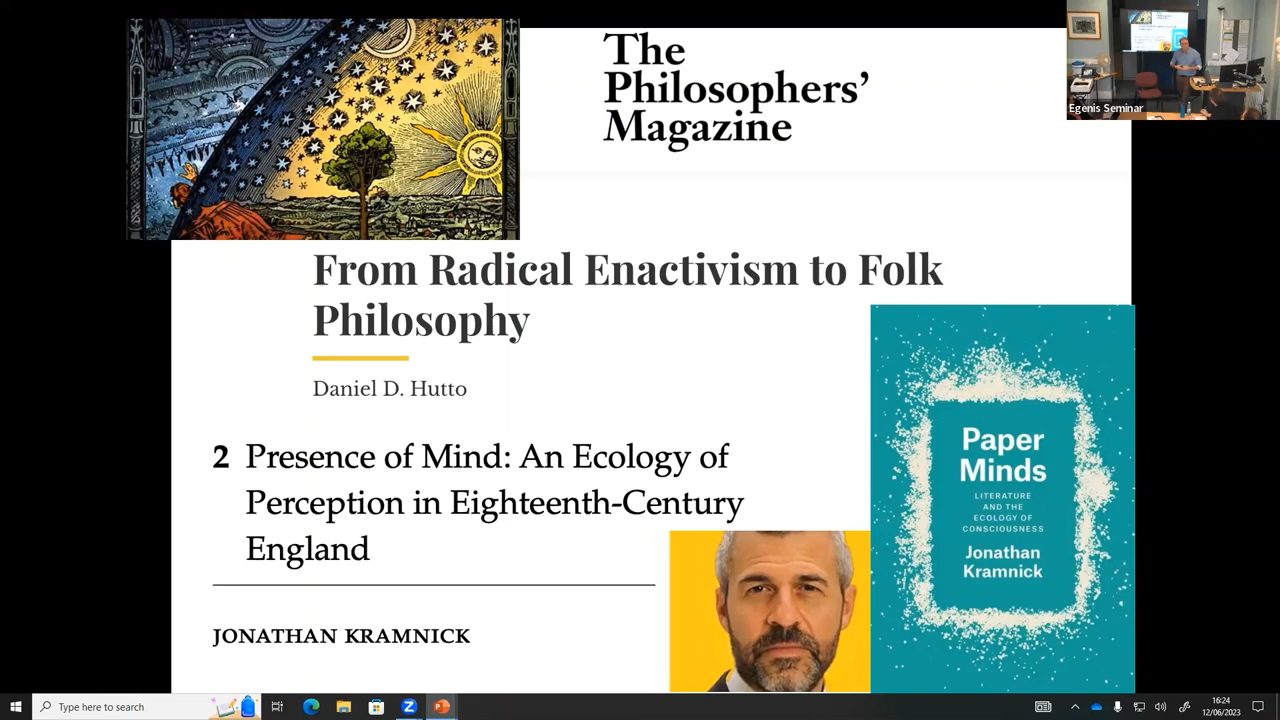 The
Philosophers’
Magazine
Egenis Seminar
From Radical Enactivism to Folk
Philosophy
Daniel D. Hutto
2 Presence of Mind: An Ecology of
Perception in Eighteenth-Century
England
JONATHAN KRAMNICK
Paper
Minds
LITERATURE
AND THE
ECOLOGY OF
CONSCIOUSNESS
Jonathan
Kramnick
Type here to search
16:24
12/06/2023